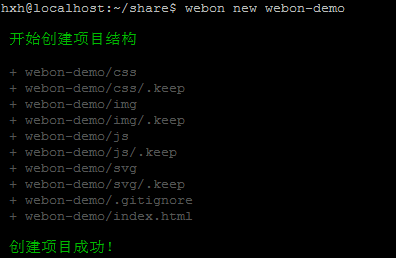 hxh@localhost:~/share$ webon new webon-demo
开始创建项目结构
+ webon-demo/css
+ webon-demo/css/.keep
+ webon-demo/img
+ webon-demo/img/.keep
+ webon-demo/js
+ webon-demo/js/.keep
+ webon-demo/svg
+ webon-demo/svg/.keep
+ webon-demo/.gitignore
+ webon-demo/index.html
创建项目成功!